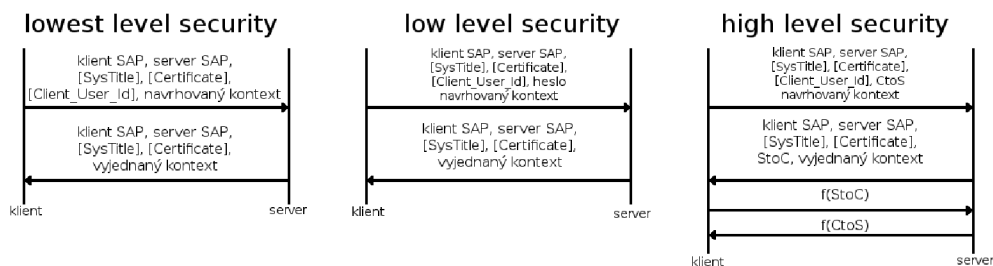 lowest level security
klient SAP, server SAP,
[SysTitle], [Certificate],
[Client_User_Id], navrhovaný kontext
klient SAP, server SAP,
[SysTitle], [Certificate],
vyjednaný kontext
klient
server
low level security
klient SAP, server SAP,
[SysTitle], [Certificate],
[Client_User_Id], heslo
navrhovaný kontext
klient SAP, server SAP,
[SysTitle], [Certificate],
vyjednaný kontext
klient
server
high level security
klient SAP, server SAP,
[SysTitle], [Certificate],
[Client_User_Id], CtoS
navrhovaný kontext
klient SAP, server SAP,
[SysTitle], [Certificate],
StoC, vyjednaný kontext
f(StoC)
f(CtoS)
klient
server